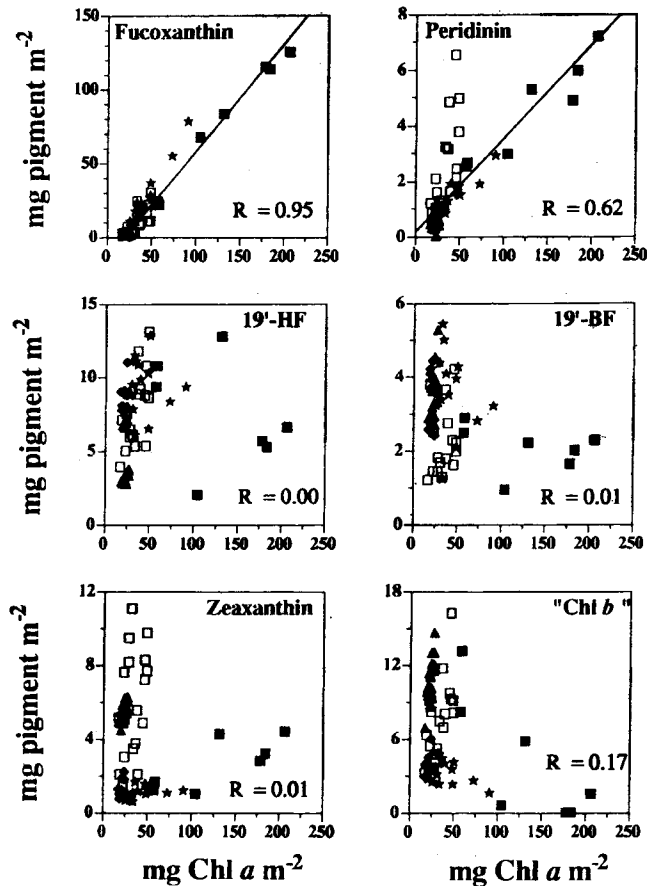 Fucoxanthin
Peridinin
mg pigment m-2
150
100
50
0
R = 0.95
0 50 100 150 200 250
8
6
4
2
0
R = 0.62
0 50 100 150 200 250
19'-HF
19'-BF
mg pigment m-2
15
10
5
0
R = 0.00
0 50 100 150 200 250
6
4
2
0
R = 0.01
0 50 100 150 200 250
Zeaxanthin
"Chl b "
mg pigment m-2
12
8
4
0
R = 0.01
0 50 100 150 200 250
18
12
6
0
R = 0.17
0 50 100 150 200 250
mg Chl a m-2
mg Chl a m-2